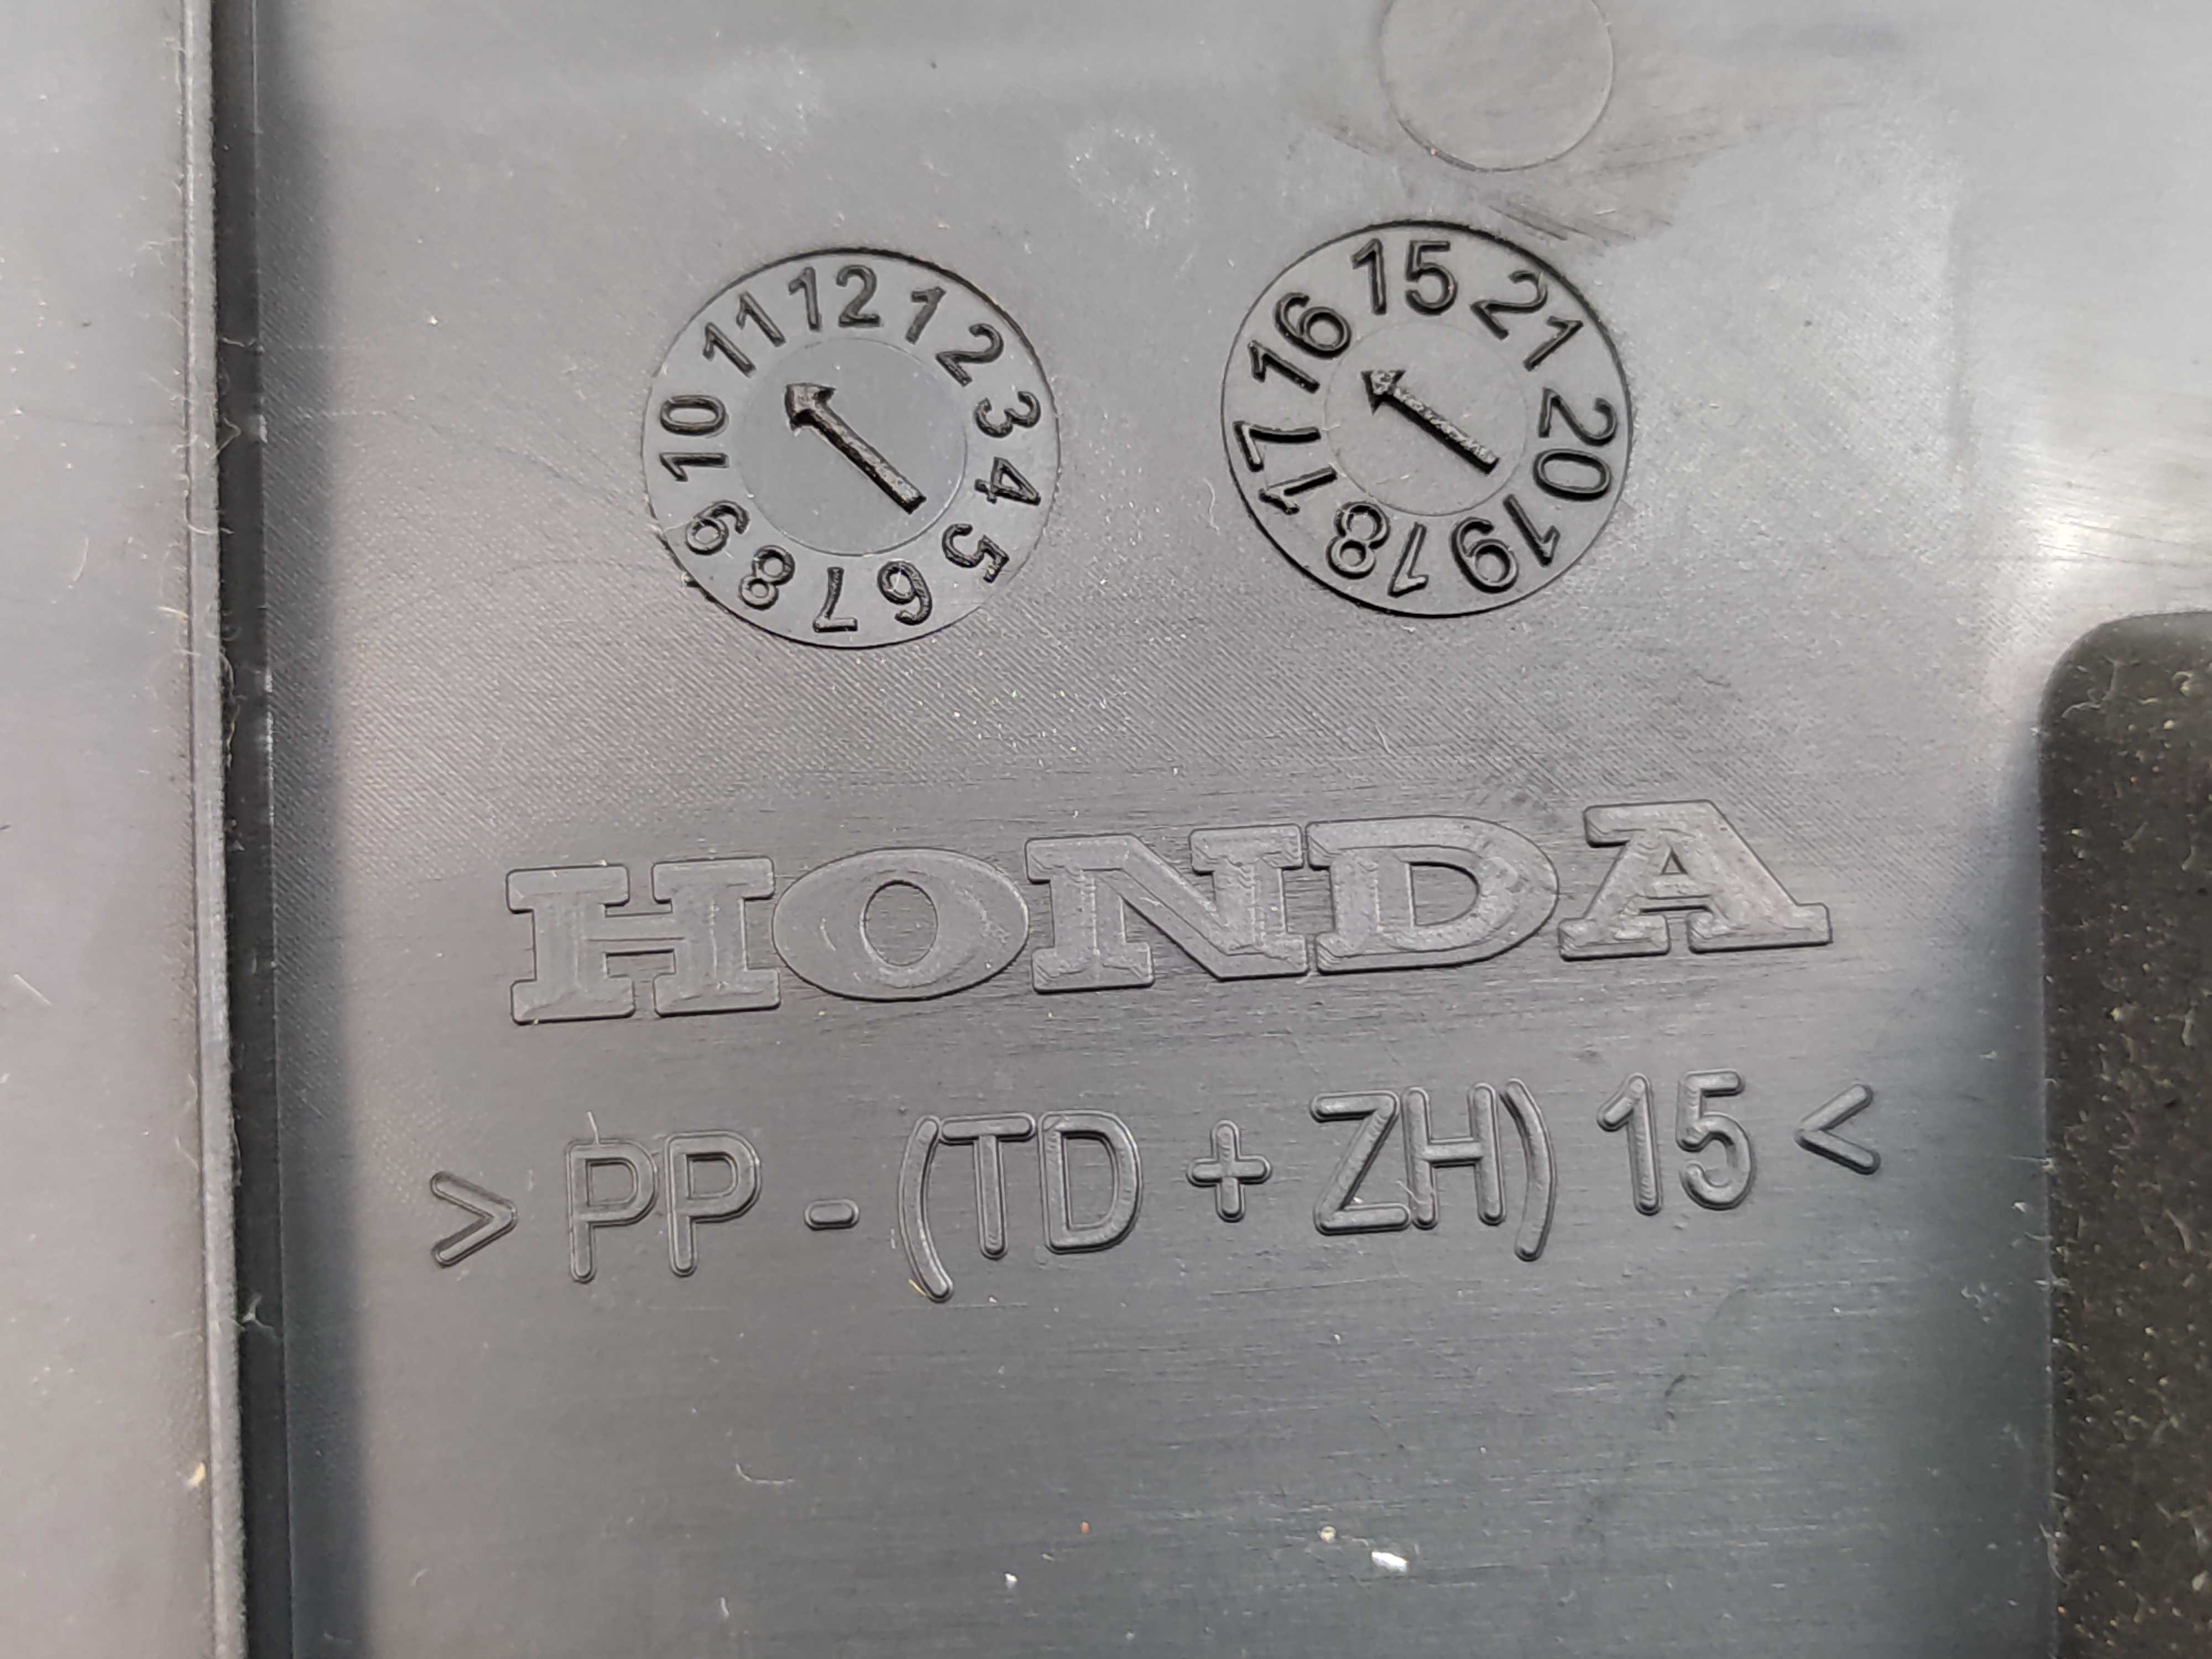 12 1 2 3 4 5 6 7 8 9 10 11
15 21 20 19 18 17 16
HONDA
>PP-(TD+ZH)15<